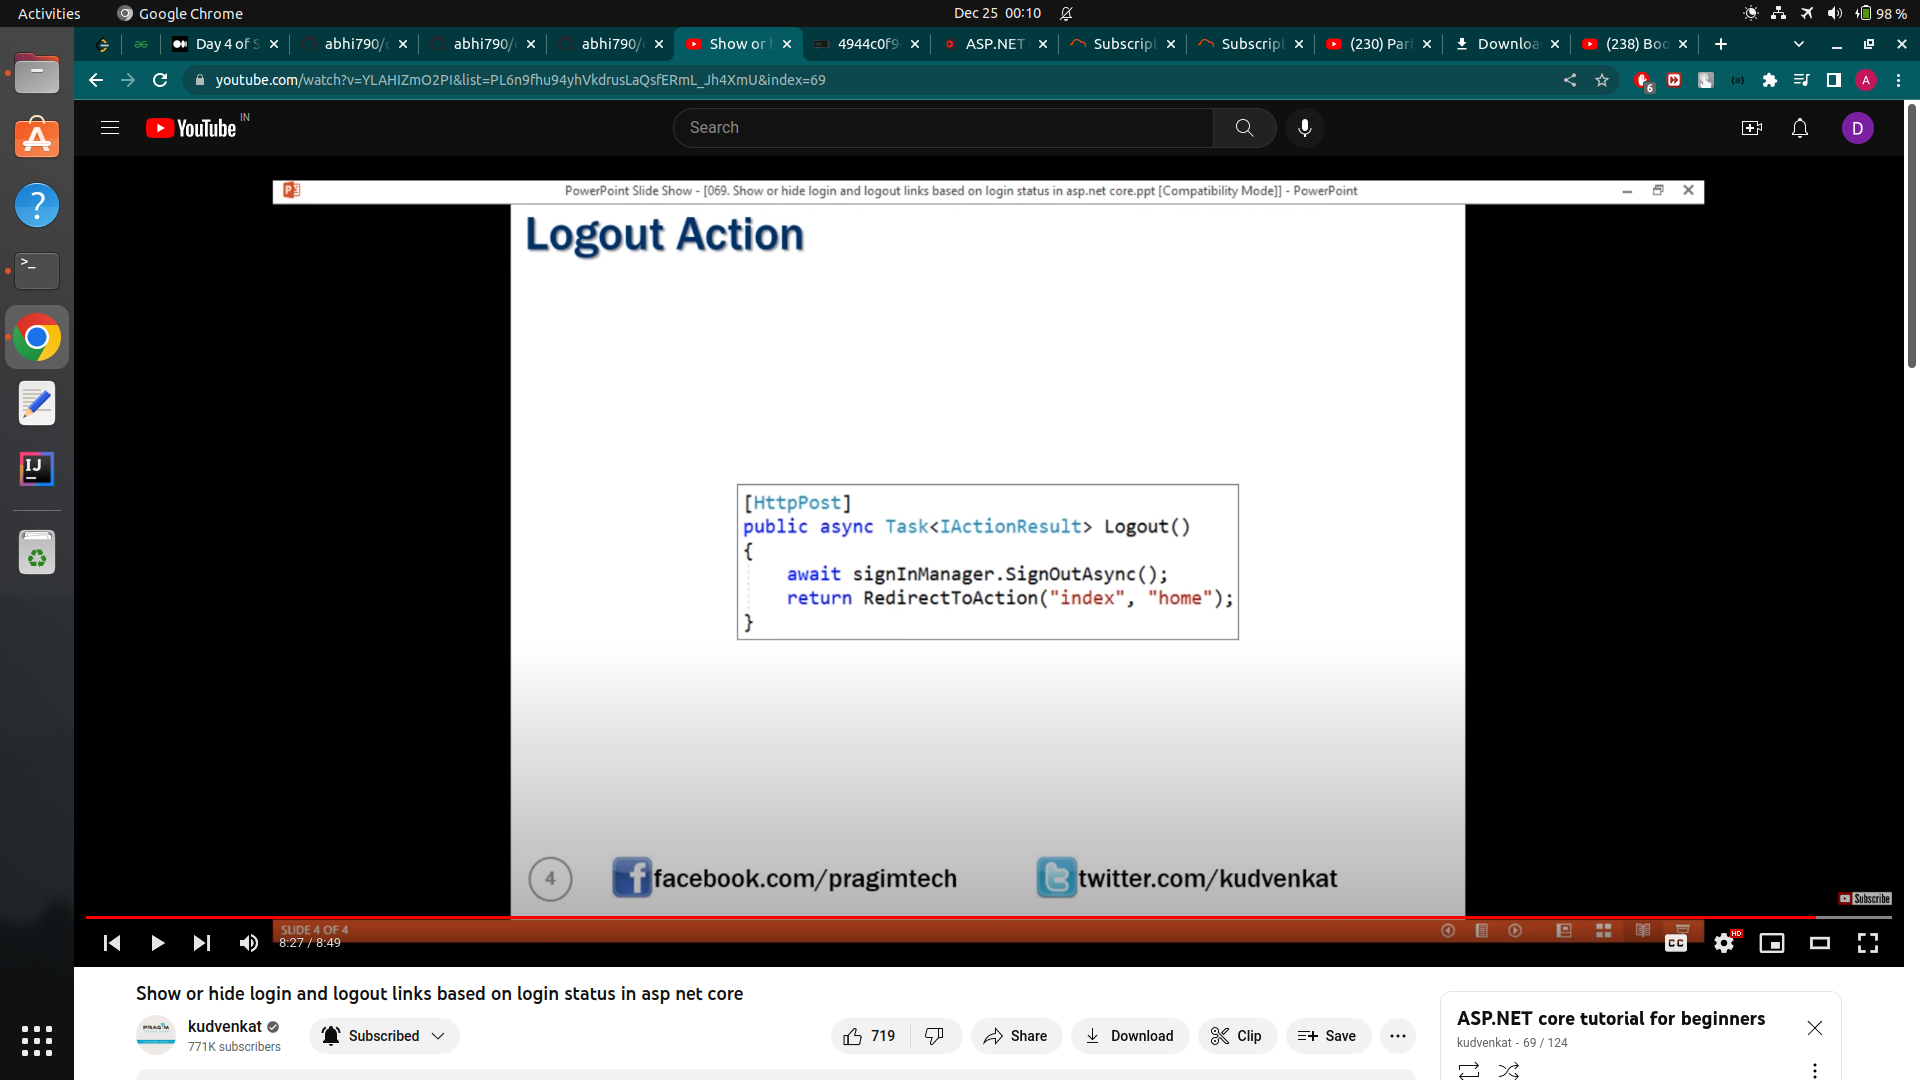 Activities
Google Chrome
Dec 25 00:10
98 %
Day 4 of S
abhi790/
abhi790/
abhi790/
Show or h
4944c0f9
ASP.NET
Subscript
Subscript
(230) Par
Downloa
(238) Boo
youtube.com/watch?v=YLAHIZmO2PI&list=PL6n9fhu94yhVkdrusLaQsfERmL_Jh4XmU&index=69
6
A
YouTube
IN
Search
D
PowerPoint Slide Show - [069. Show or hide login and logout links based on login status in asp.net core.ppt [Compatibility Mode]] - PowerPoint
Logout Action
[HttpPost]
public async Task<IActionResult> Logout()
{
await signInManager.SignOutAsync();
return RedirectToAction("index", "home");
}
4
facebook.com/pragimtech
twitter.com/kudvenkat
Subscribe
SLIDE 4 OF 4
8:27 / 8:49
CC
HD
Show or hide login and logout links based on login status in asp net core
PRAGIM
kudvenkat
771K subscribers
Subscribed
719
Share
Download
Clip
Save
ASP.NET core tutorial for beginners
kudvenkat - 69 / 124
IJ